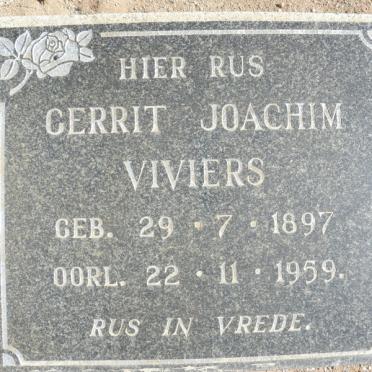 HIER RUS
GERRIT JOACHIM
VIVIERS
GEB. 29 · 7 · 1897
OORL. 22 · 11 · 1959.
RUS IN VREDE.